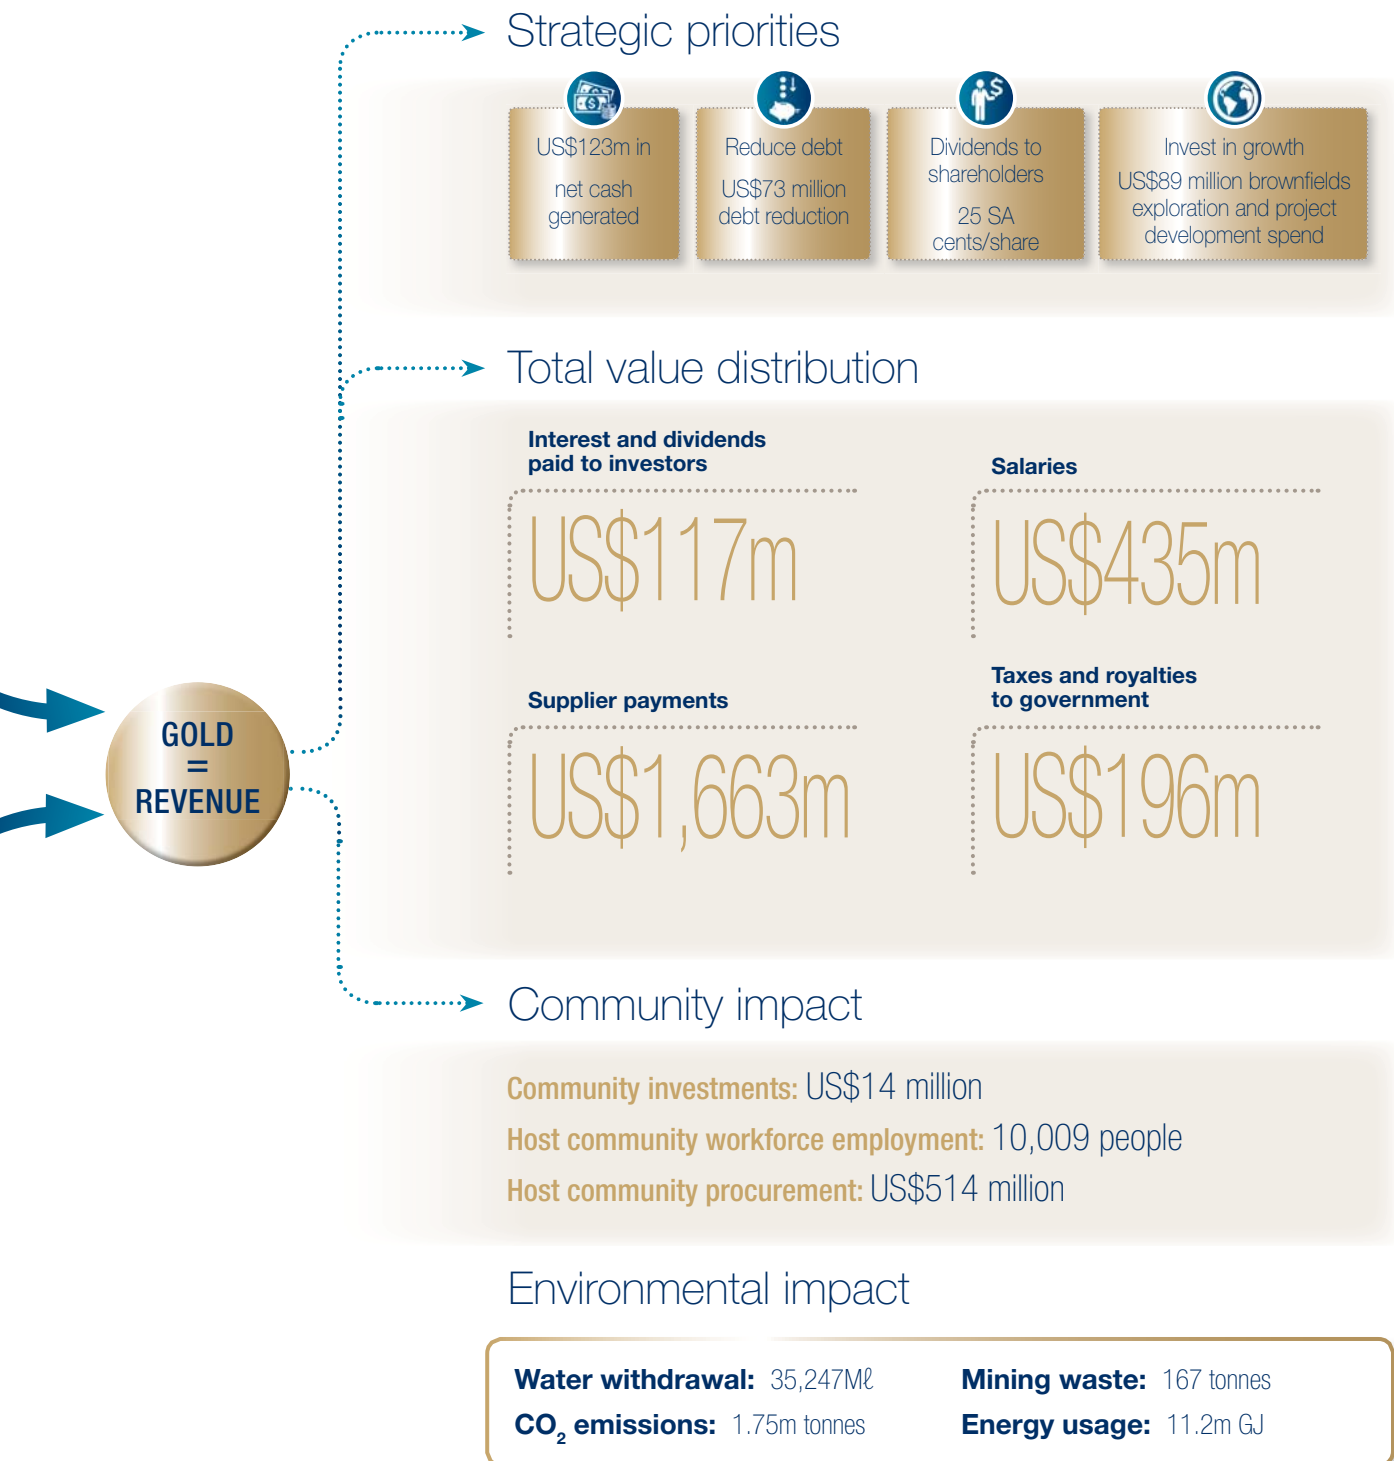 Strategic priorities
US$123m in
net cash
generated
Reduce debt
US$73 million
debt reduction
Dividends to
shareholders
25 SA
cents/share
Invest in growth
US$89 million brownfields
exploration and project
development spend
Total value distribution
Interest and dividends
paid to investors
US$117m
Salaries
US$435m
Supplier payments
US$1,663m
Taxes and royalties
to government
US$196m
GOLD
=
REVENUE
Community impact
Community investments: US$14 million
Host community workforce employment: 10,009 people
Host community procurement: US$514 million
Environmental impact
Water withdrawal: 35,247Mℓ
Mining waste: 167 tonnes
CO₂ emissions: 1.75m tonnes
Energy usage: 11.2m GJ